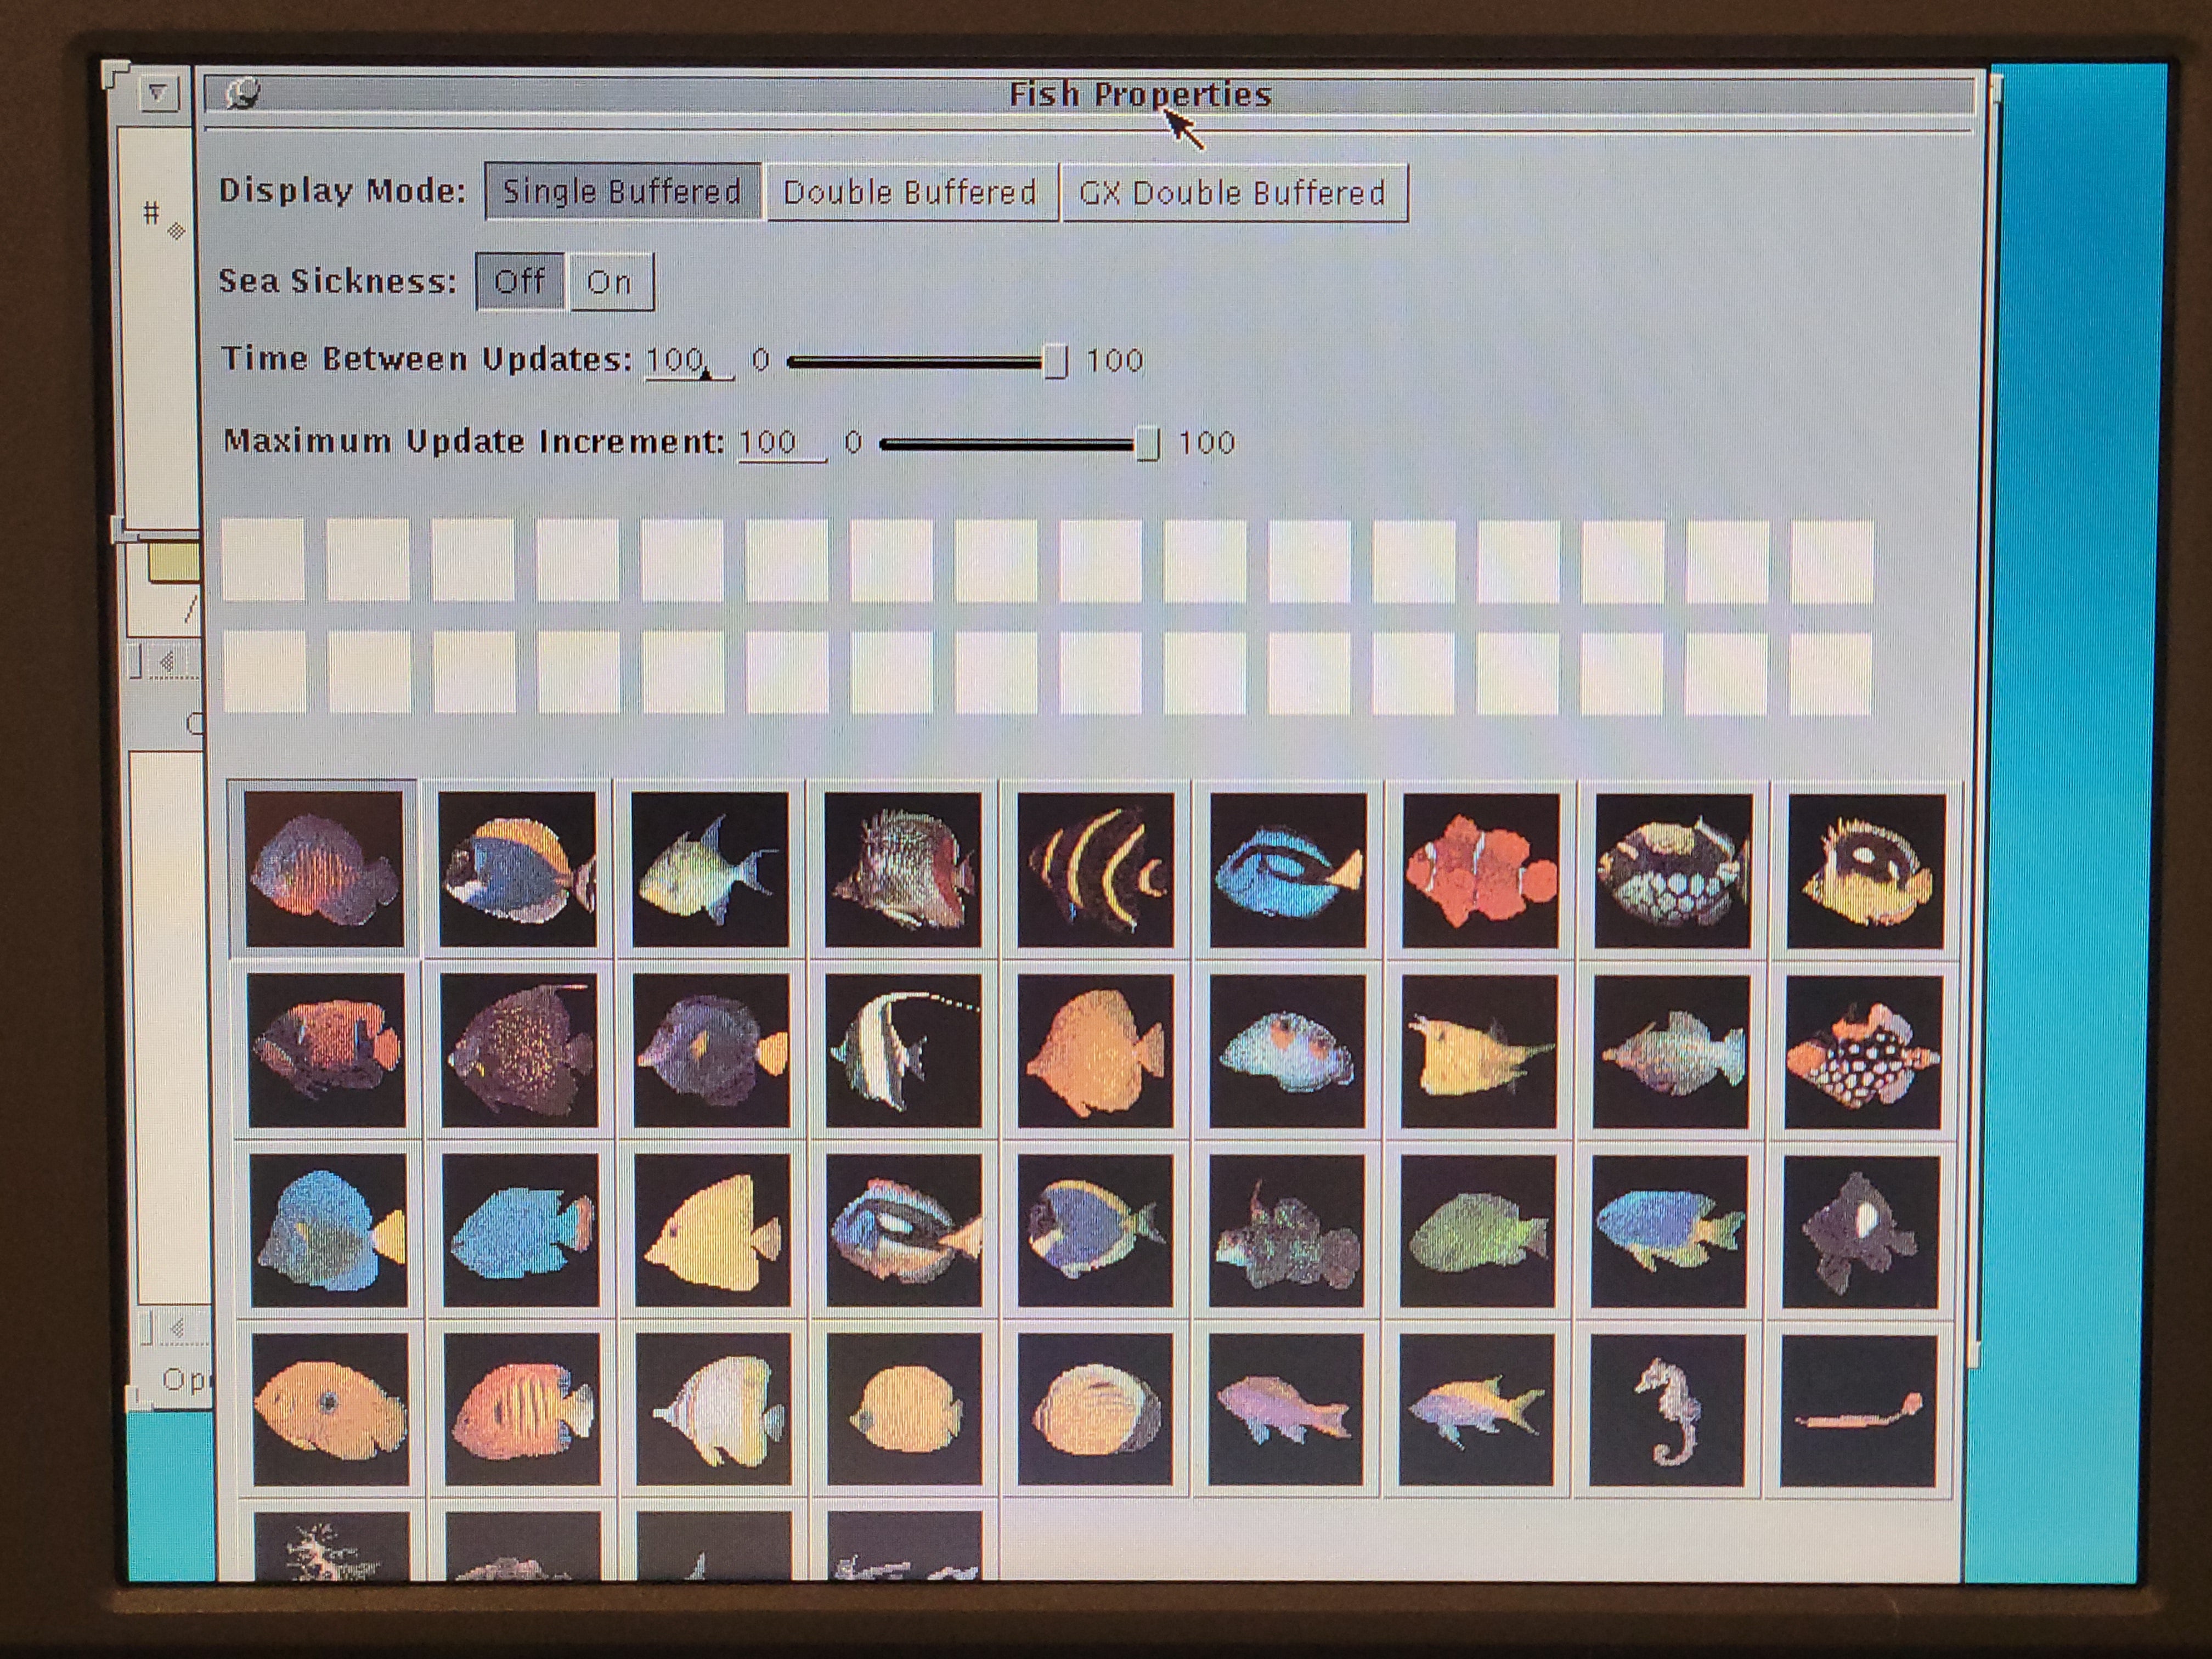 Fish Properties
Display Mode: Single Buffered Double Buffered GX Double Buffered
#
Sea Sickness: Off On
Time Between Updates: 100 0 100
Maximum Update Increment: 100 0 100
/